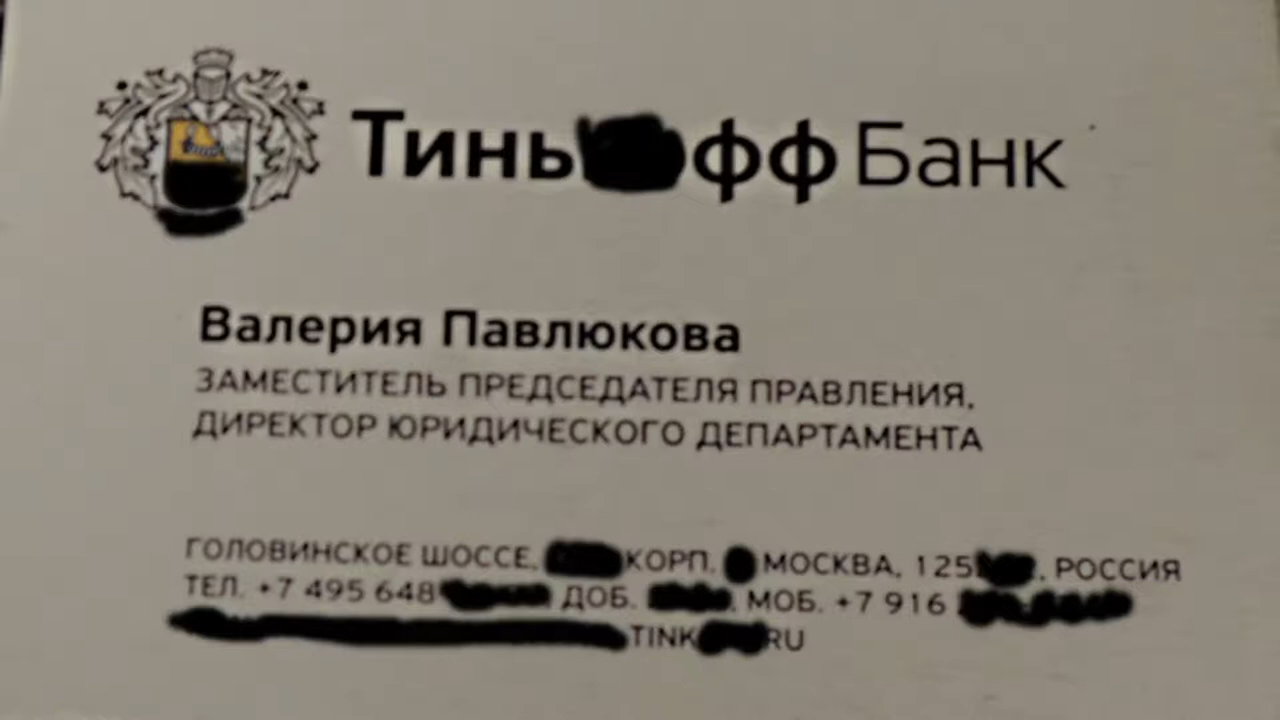 Тинь фф Банк
Валерия Павлюкова
ЗАМЕСТИТЕЛЬ ПРЕДСЕДАТЕЛЯ ПРАВЛЕНИЯ,
ДИРЕКТОР ЮРИДИЧЕСКОГО ДЕПАРТАМЕНТА
ГОЛОВИНСКОЕ ШОССЕ, КОРП. МОСКВА, 125 , РОССИЯ
ТЕЛ. +7 495 648 ДОБ. , МОБ. +7 916
TINK RU